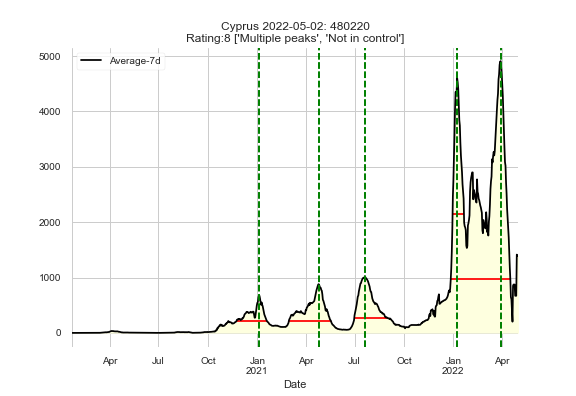 Cyprus 2022-05-02: 480220
Rating:8 ['Multiple peaks', 'Not in control']
Average-7d
5000
4000
3000
2000
1000
0
Apr Jul Oct Jan Apr Jul Oct Jan Apr
2021 2022
Date